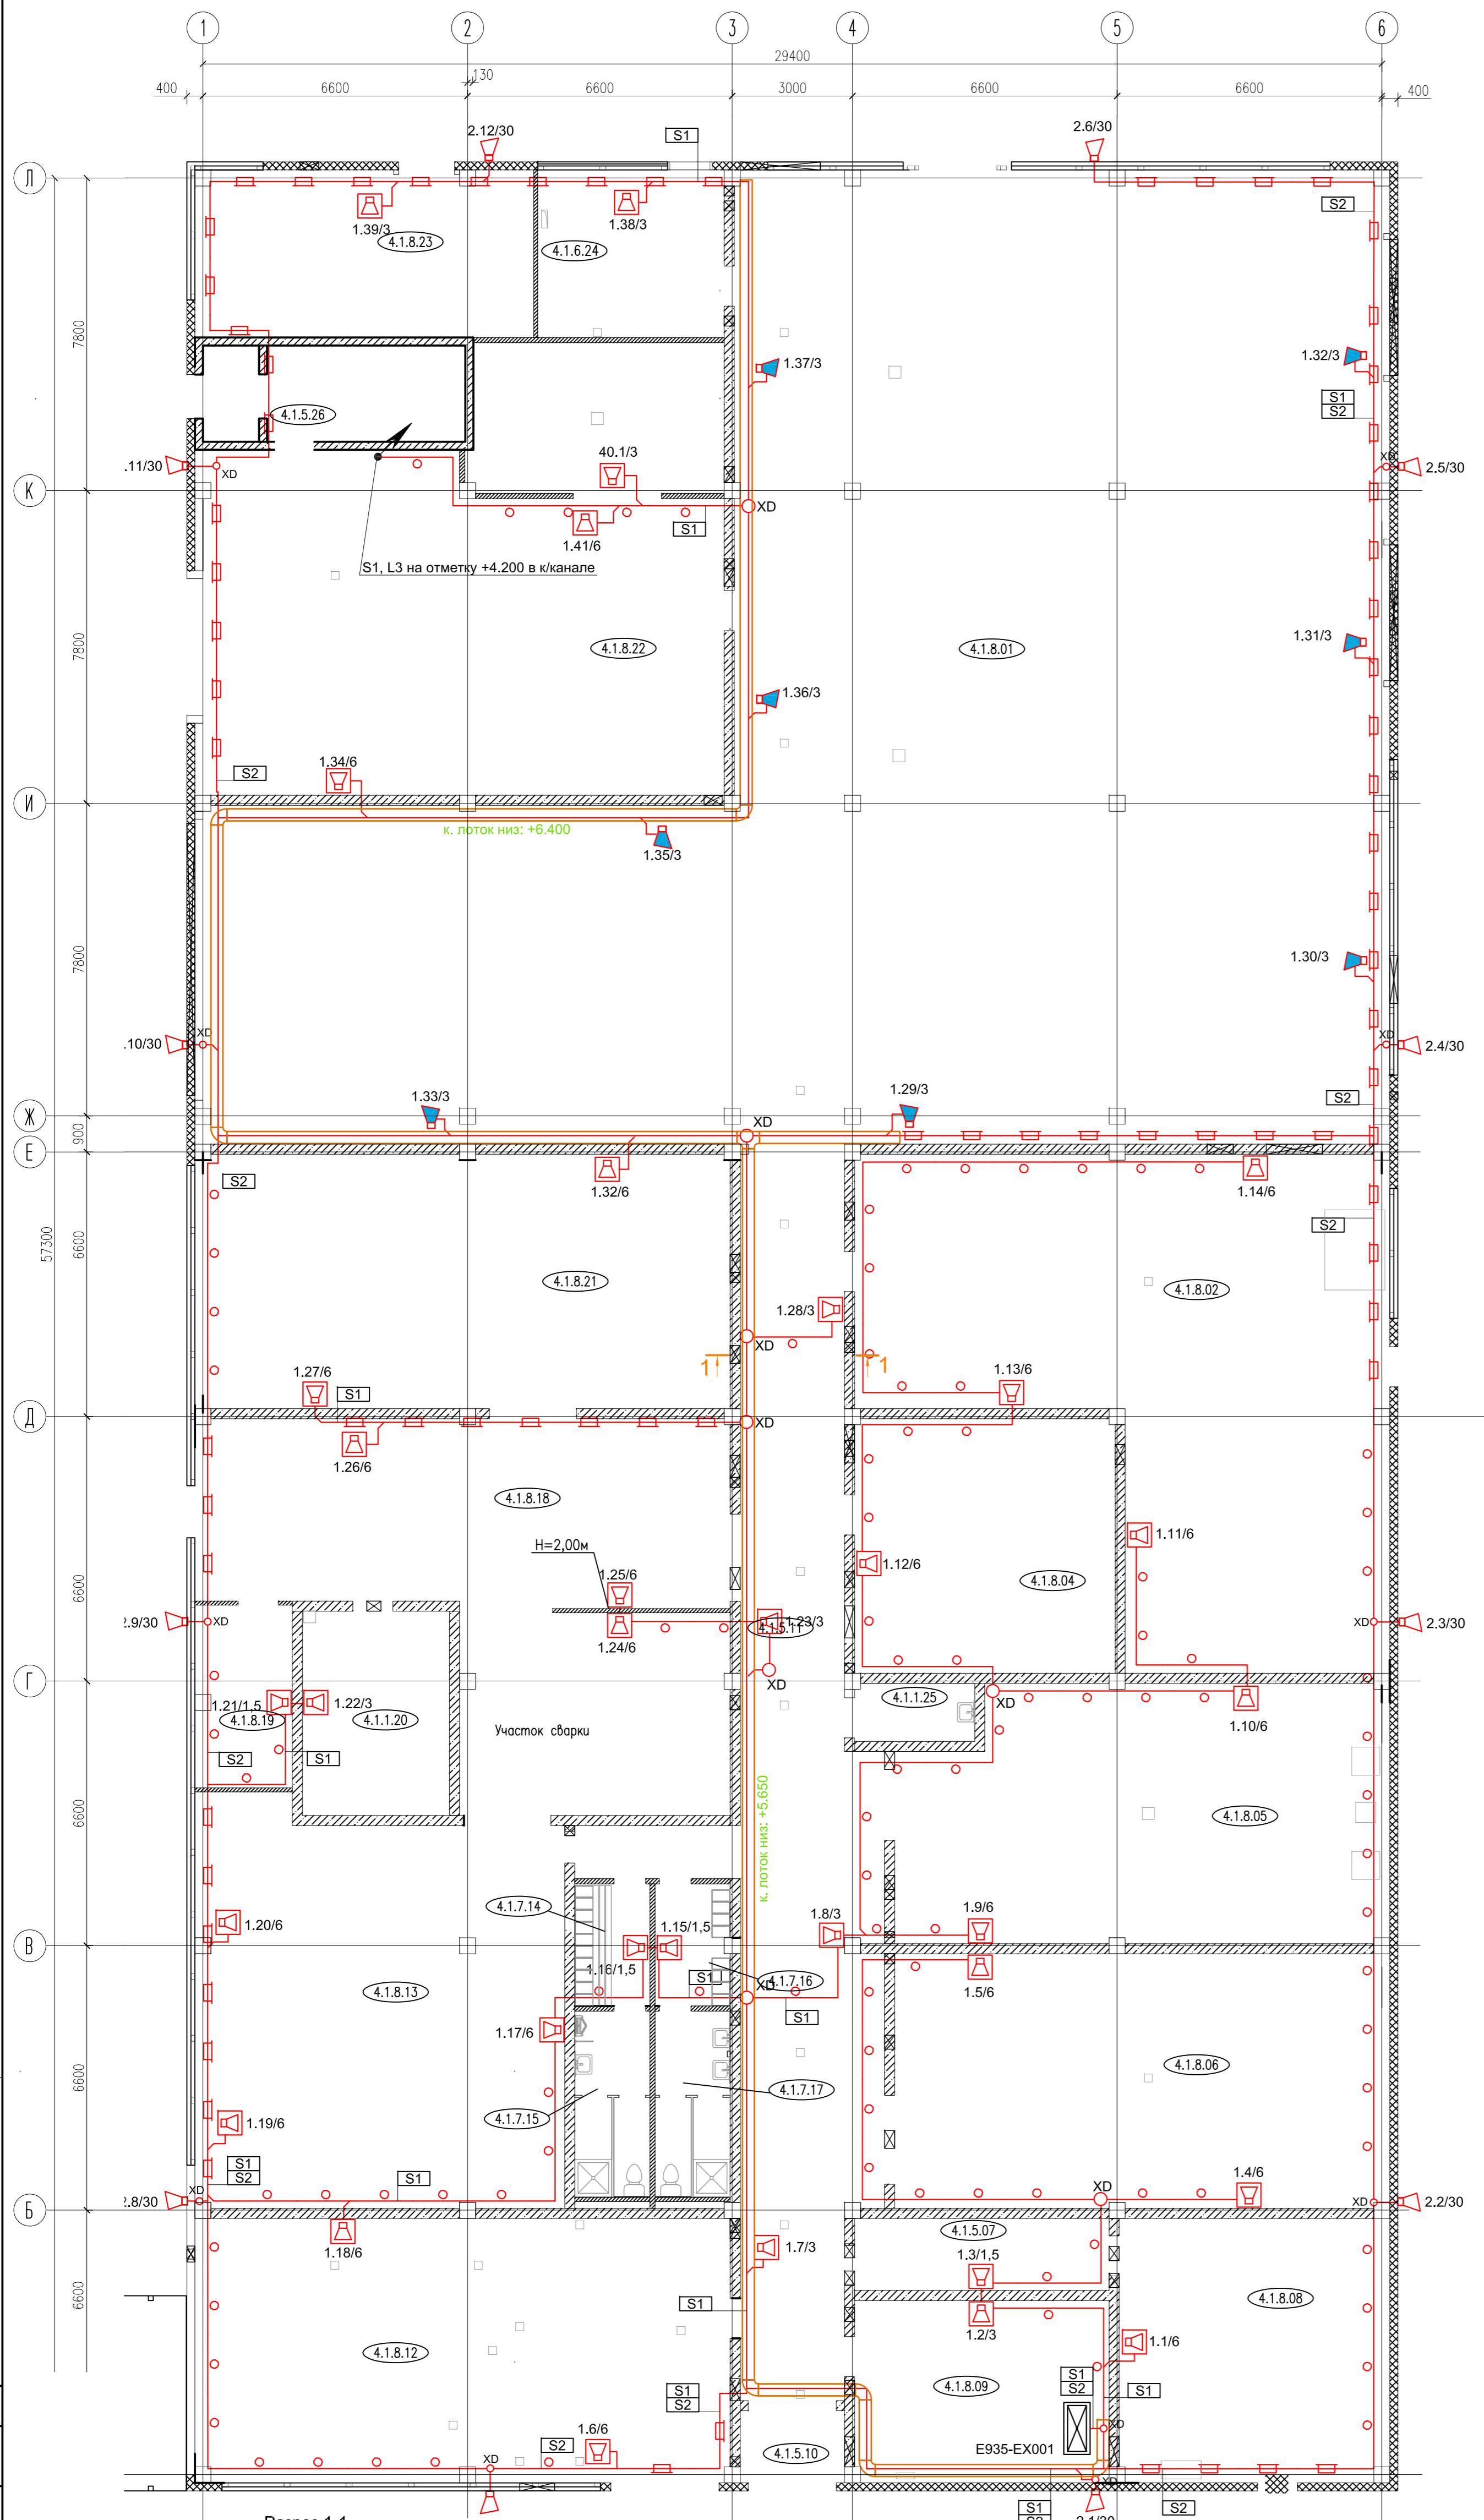 1
2
3
4
5
6
29400
130
400
6600
6600
3000
6600
6600
400
2.12/30
S1
2.6/30
Л
1.39/3
4.1.8.23
1.38/3
4.1.6.24
S2
7800
1.37/3
1.32/3
S1
S2
4.1.5.26
.11/30
XD
40.1/3
XD
2.5/30
К
XD
1.41/6
S1
S1, L3 на отметку +4.200 в к/канале
7800
4.1.8.22
4.1.8.01
1.31/3
1.36/3
1.34/6
S2
И
к. лоток низ: +6.400
1.35/3
7800
1.30/3
XD
.10/30
XD
2.4/30
1.33/3
1.29/3
S2
Ж
XD
900
Е
1.32/6
S2
1.14/6
S2
57300
6600
4.1.8.21
4.1.8.02
1.28/3
XD
1
1
1.27/6
S1
1.13/6
Д
XD
1.26/6
4.1.8.18
1.11/6
H=2,00м
1.12/6
1.25/6
4.1.8.04
6600
.9/30
XD
1.24/6
1.23/3
4.1.5.11
XD
2.3/30
Г
XD
1.21/1,5
1.22/3
4.1.8.19
4.1.1.20
4.1.1.25
XD
1.10/6
Участок сварки
S2
S1
6600
к. лоток низ: +5.650
4.1.8.05
4.1.7.14
1.20/6
1.15/1,5
1.8/3
1.9/6
В
1.16/1,5
S1
4.1.7.16
XD
1.5/6
4.1.8.13
S1
1.17/6
4.1.8.06
6600
4.1.7.17
4.1.7.15
1.19/6
S1
S2
S1
.8/30
XD
1.4/6
XD
XD
2.2/30
Б
1.18/6
1.7/3
4.1.5.07
1.3/1,5
6600
S1
4.1.8.08
1.2/3
1.1/6
4.1.8.12
S1
S2
4.1.8.09
S1
S2
S1
1.6/6
S2
XD
4.1.5.10
E935-EX001
XD
XD
S1
S2
2.1/30
S2
Разрез 1-1